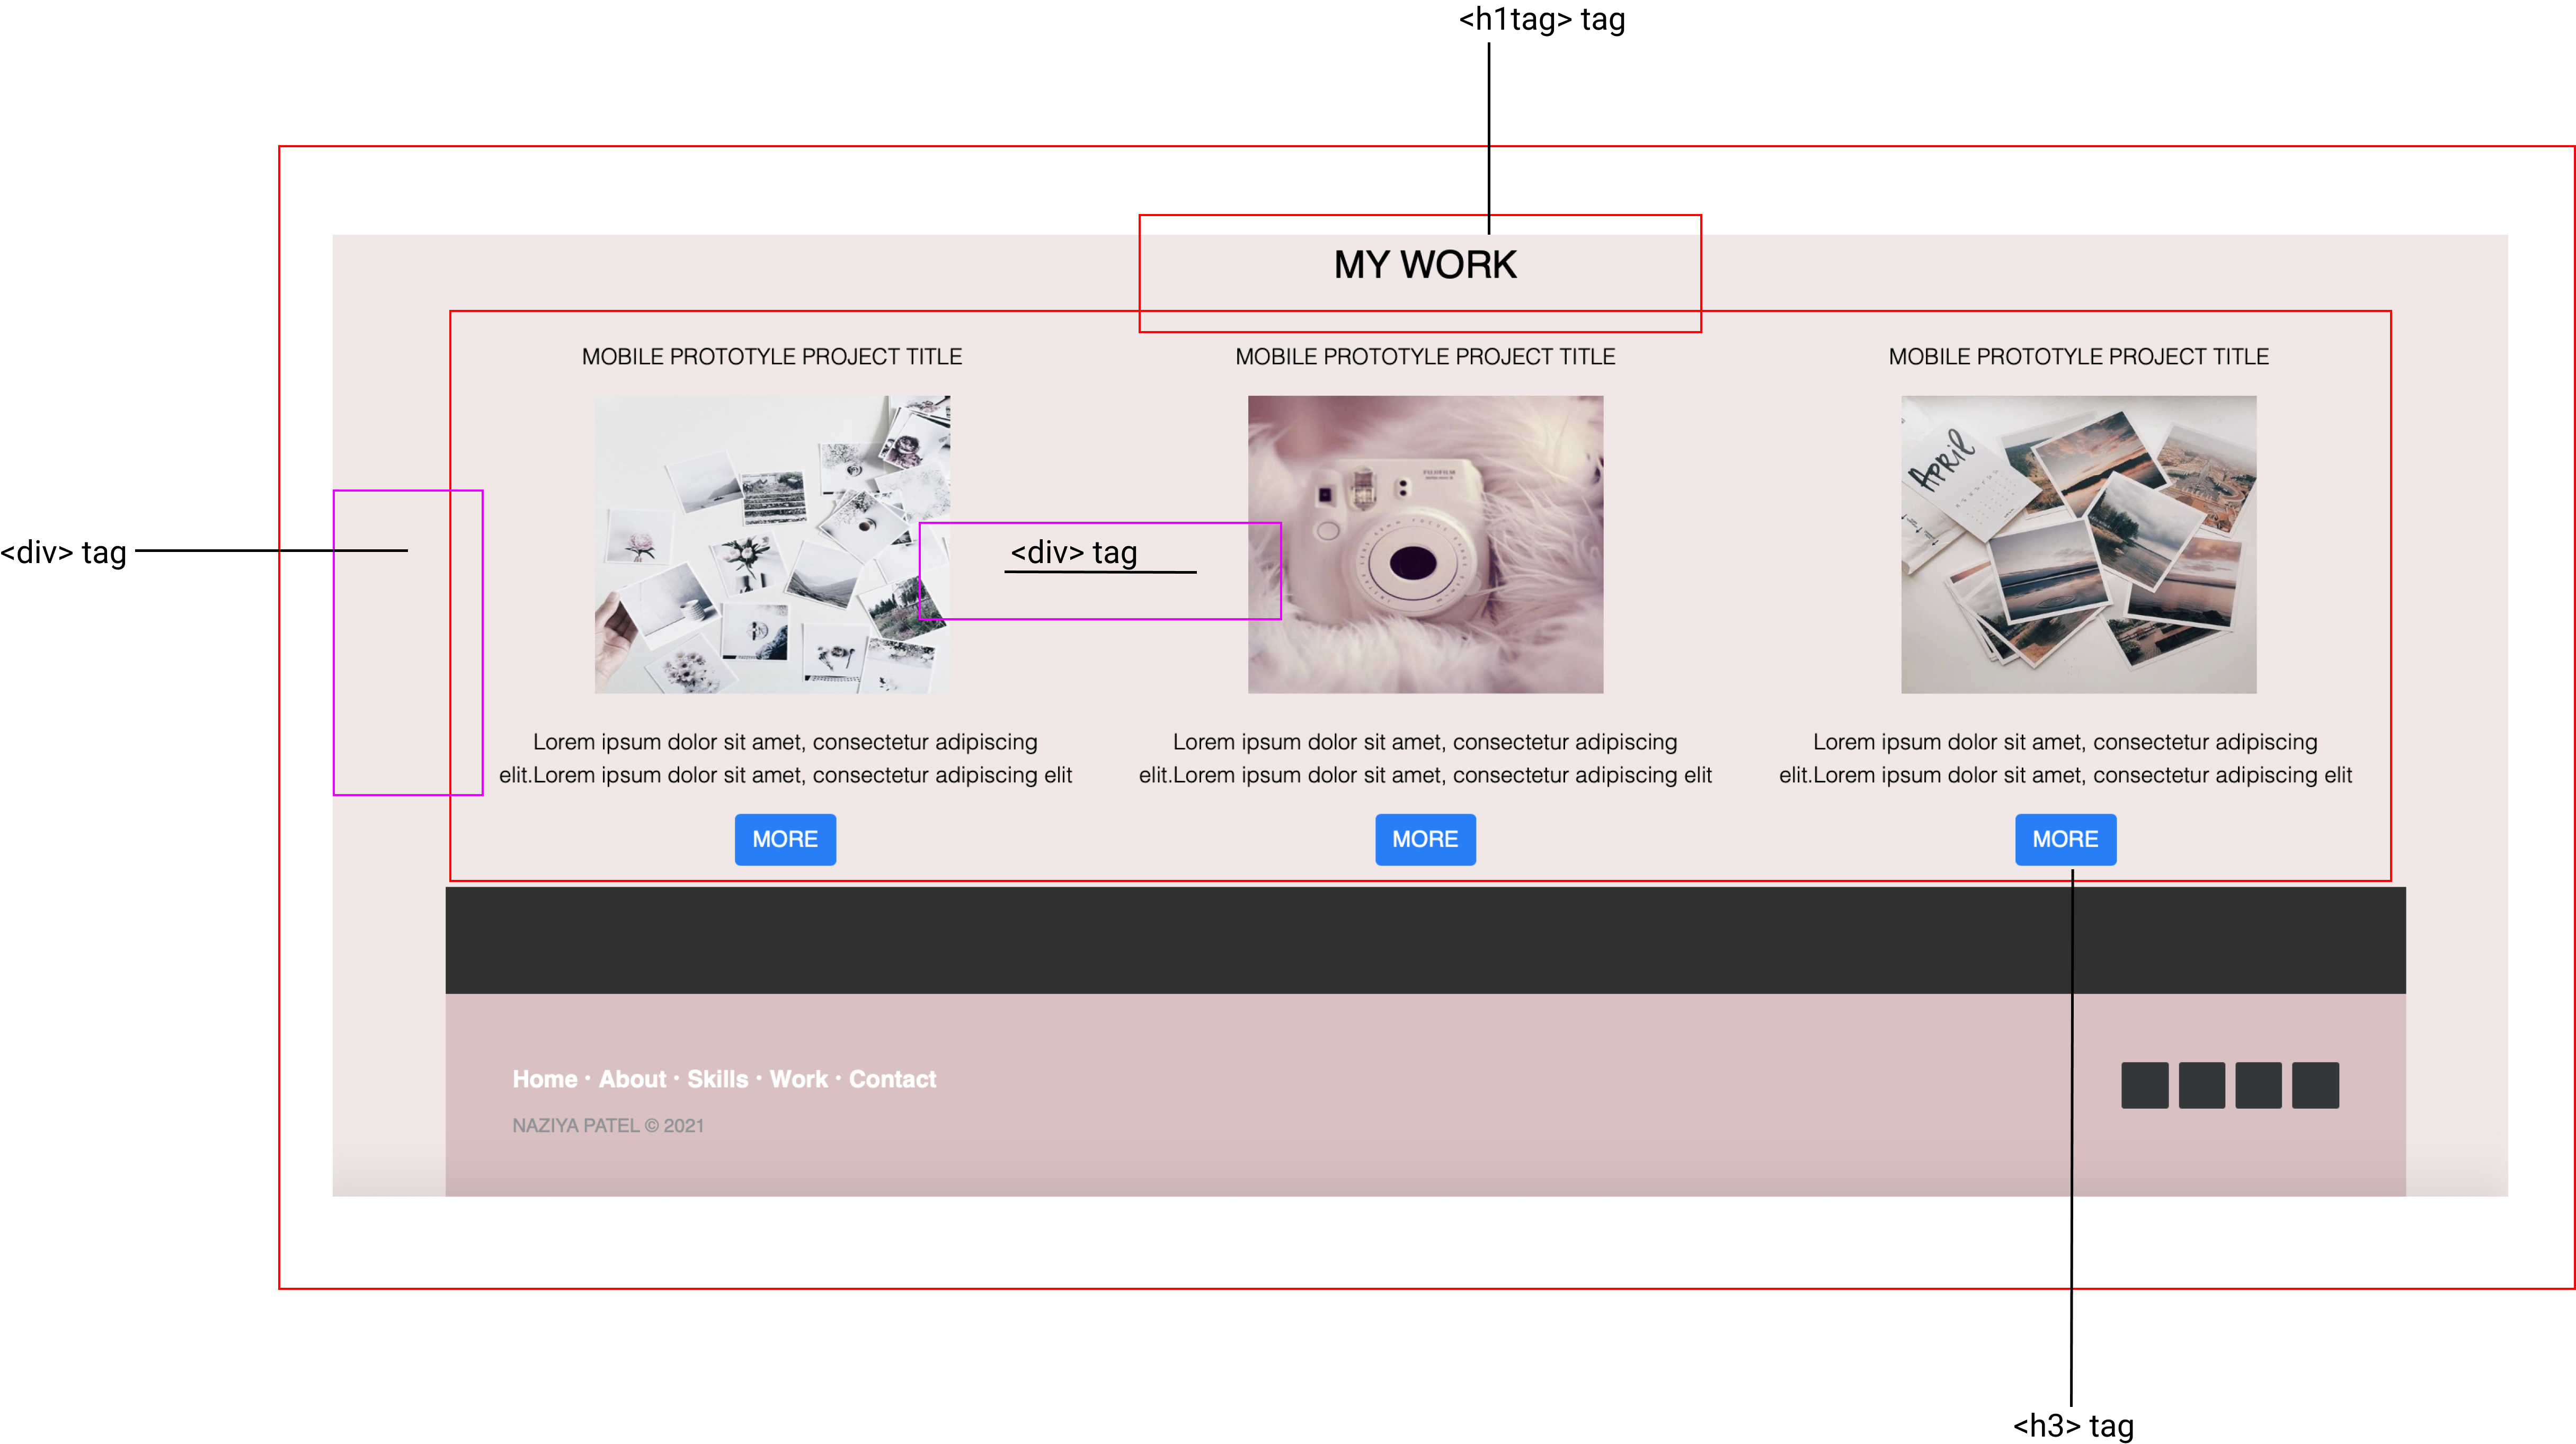 <h1tag> tag
MY WORK
MOBILE PROTOTYLE PROJECT TITLE
MOBILE PROTOTYLE PROJECT TITLE
MOBILE PROTOTYLE PROJECT TITLE
APRIL
<div> tag
<div> tag
Lorem ipsum dolor sit amet, consectetur adipiscing
elit.Lorem ipsum dolor sit amet, consectetur adipiscing elit
Lorem ipsum dolor sit amet, consectetur adipiscing
elit.Lorem ipsum dolor sit amet, consectetur adipiscing elit
Lorem ipsum dolor sit amet, consectetur adipiscing
elit.Lorem ipsum dolor sit amet, consectetur adipiscing elit
MORE
MORE
MORE
Home · About · Skills · Work · Contact
NAZIYA PATEL © 2021
<h3> tag